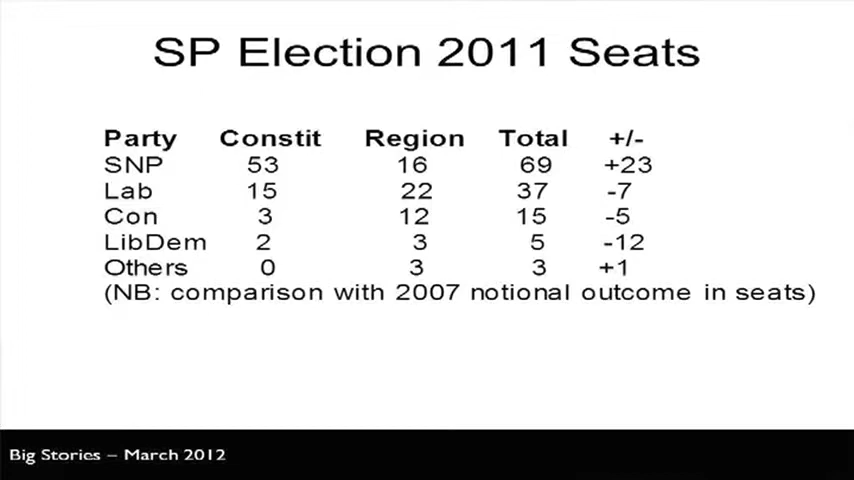 SP Election 2011 Seats
Party Constit Region Total +/-
SNP 53 16 69 +23
Lab 15 22 37 -7
Con 3 12 15 -5
LibDem 2 3 5 -12
Others 0 3 3 +1
(NB: comparison with 2007 notional outcome in seats)
Big Stories – March 2012